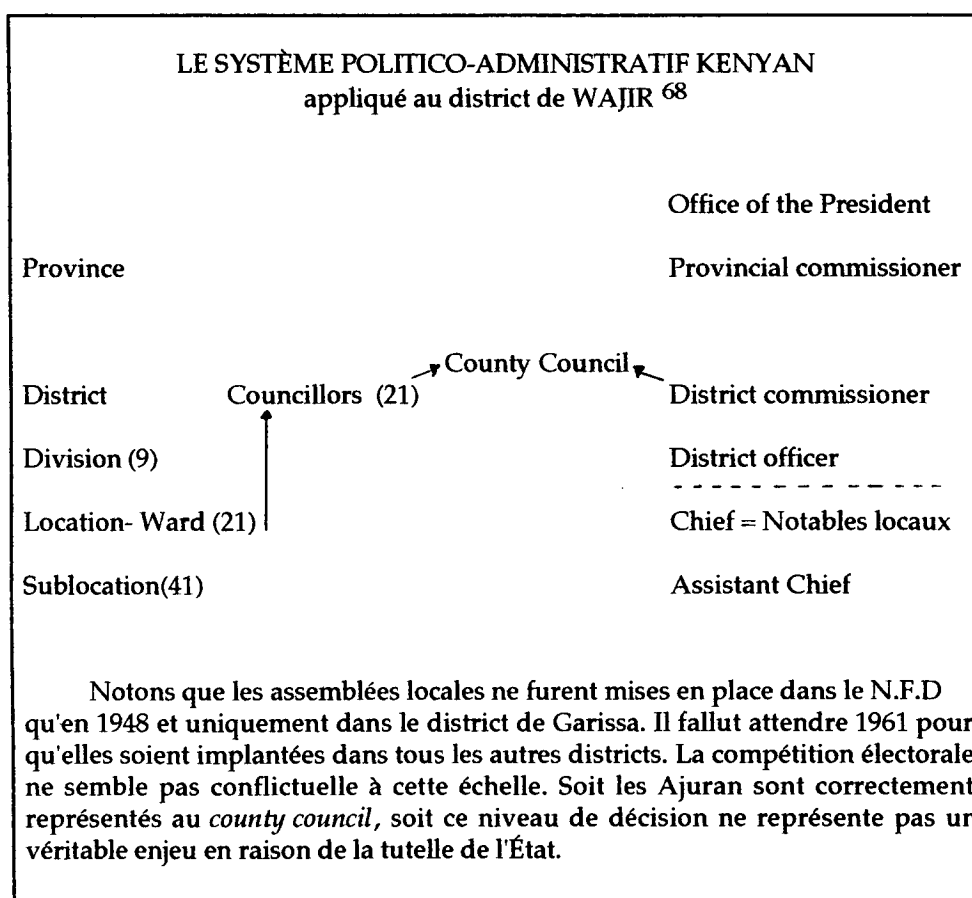 LE SYSTÈME POLITICO-ADMINISTRATIF KENYAN
appliqué au district de WAJIR 68
Office of the President
Province Provincial commissioner
County Council
District Councillors (21) District commissioner
Division (9) District officer
Location- Ward (21) Chief = Notables locaux
Sublocation(41) Assistant Chief
Notons que les assemblées locales ne furent mises en place dans le N.F.D
qu'en 1948 et uniquement dans le district de Garissa. Il fallut attendre 1961 pour
qu'elles soient implantées dans tous les autres districts. La compétition électorale
ne semble pas conflictuelle à cette échelle. Soit les Ajuran sont correctement
représentés au county council, soit ce niveau de décision ne représente pas un
véritable enjeu en raison de la tutelle de l'État.